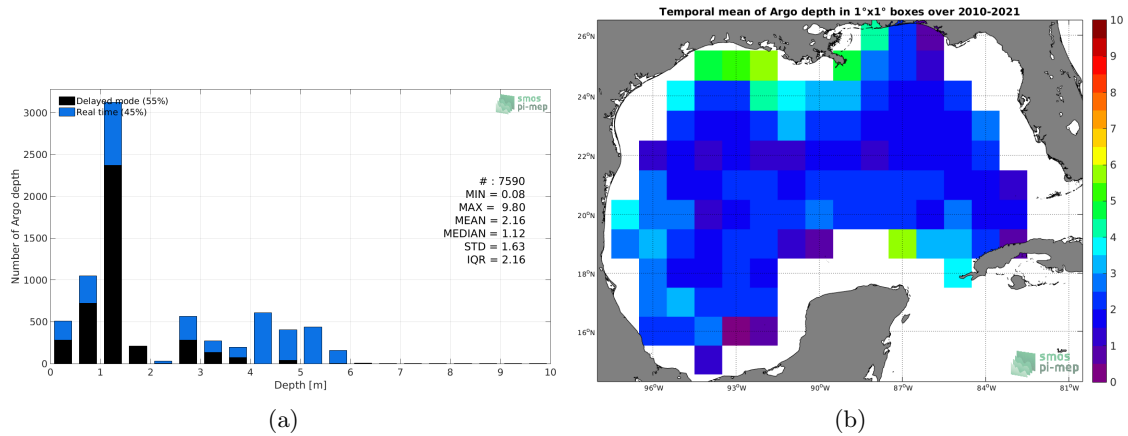 Delayed mode (55%)
Real time (45%)
smos
pi-mep
Number of Argo depth
3000
2500
2000
1500
1000
500
0
# : 7590
MIN = 0.08
MAX = 9.80
MEAN = 2.16
MEDIAN = 1.12
STD = 1.63
IQR = 2.16
0 1 2 3 4 5 6 7 8 9 10
Depth [m]
(a)
Temporal mean of Argo depth in 1°x1° boxes over 2010-2021
26°N
24°N
22°N
20°N
18°N
16°N
96°W 93°W 90°W 87°W 84°W 81°W
smos
pi-mep
10
9
8
7
6
5
4
3
2
1
0
(b)